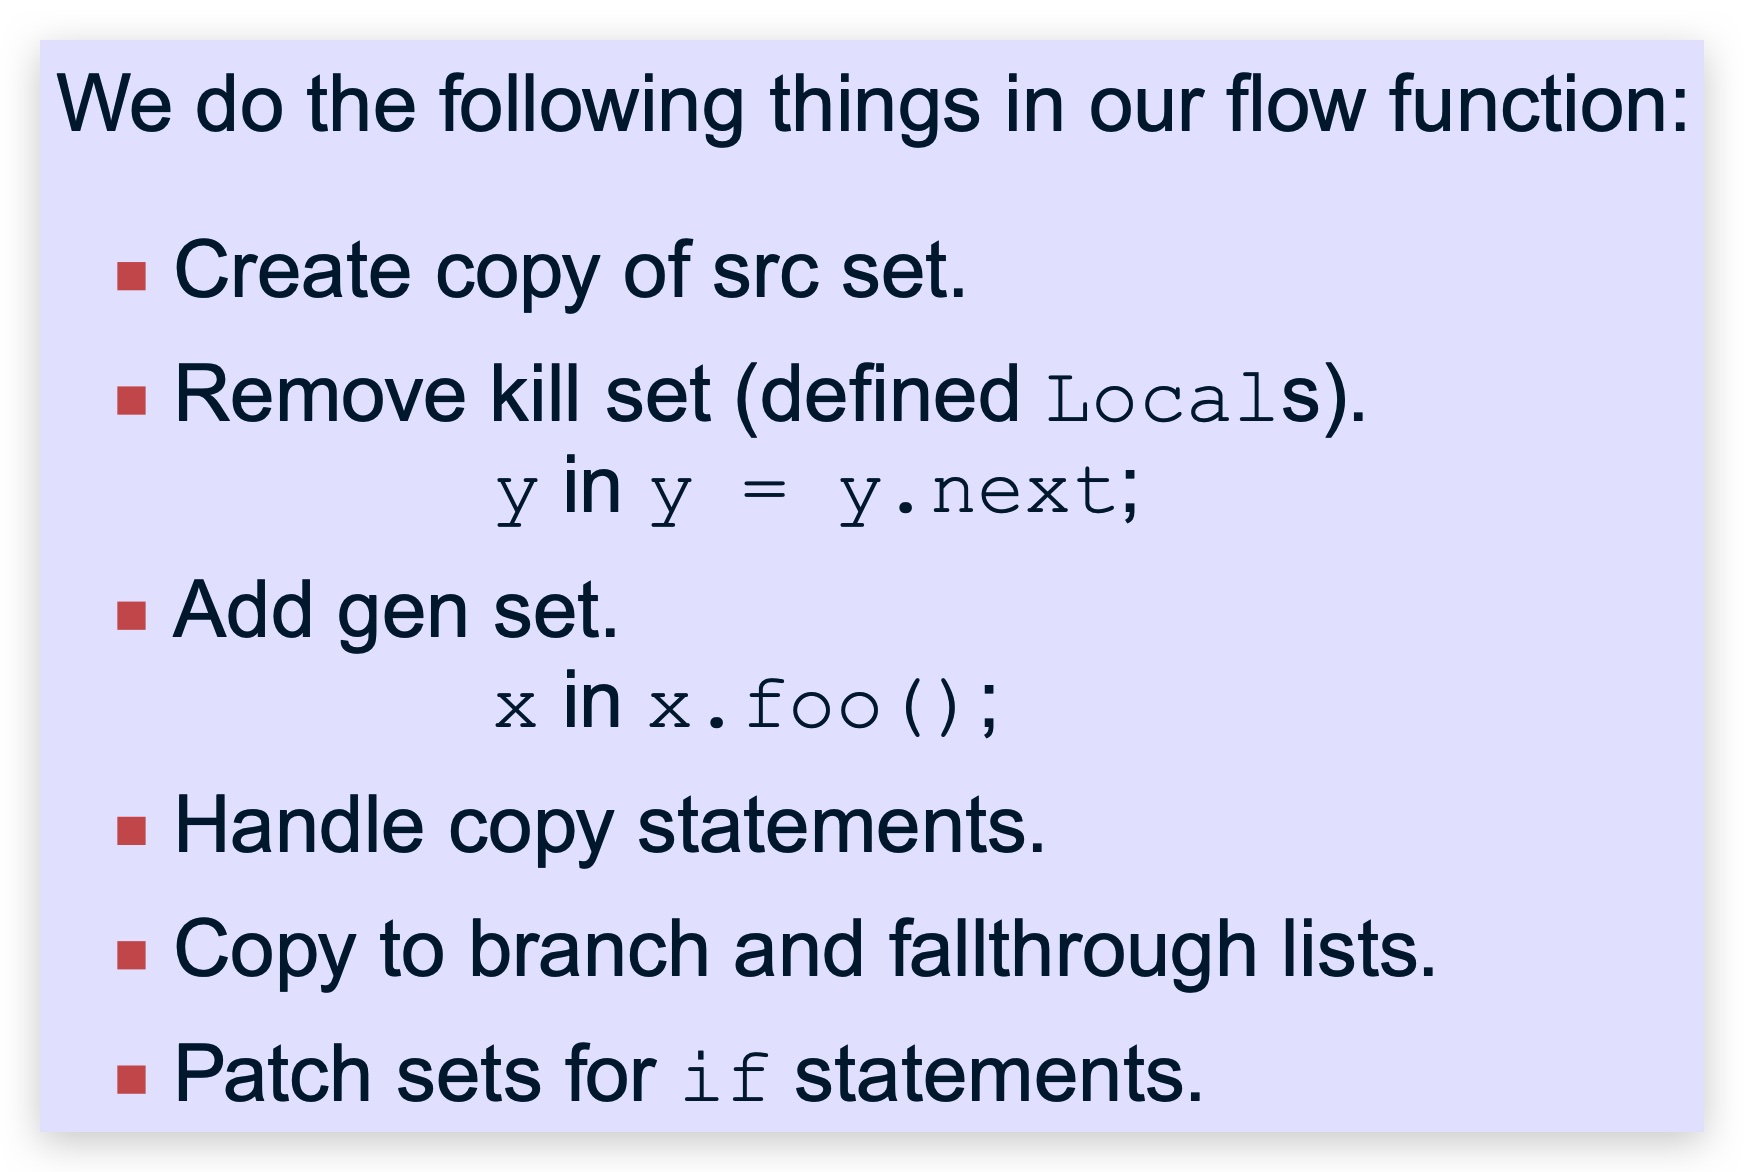 We do the following things in our flow function:
Create copy of src set.
Remove kill set (defined Locals).
y in y = y.next;
Add gen set.
x in x.foo();
Handle copy statements.
Copy to branch and fallthrough lists.
Patch sets for if statements.